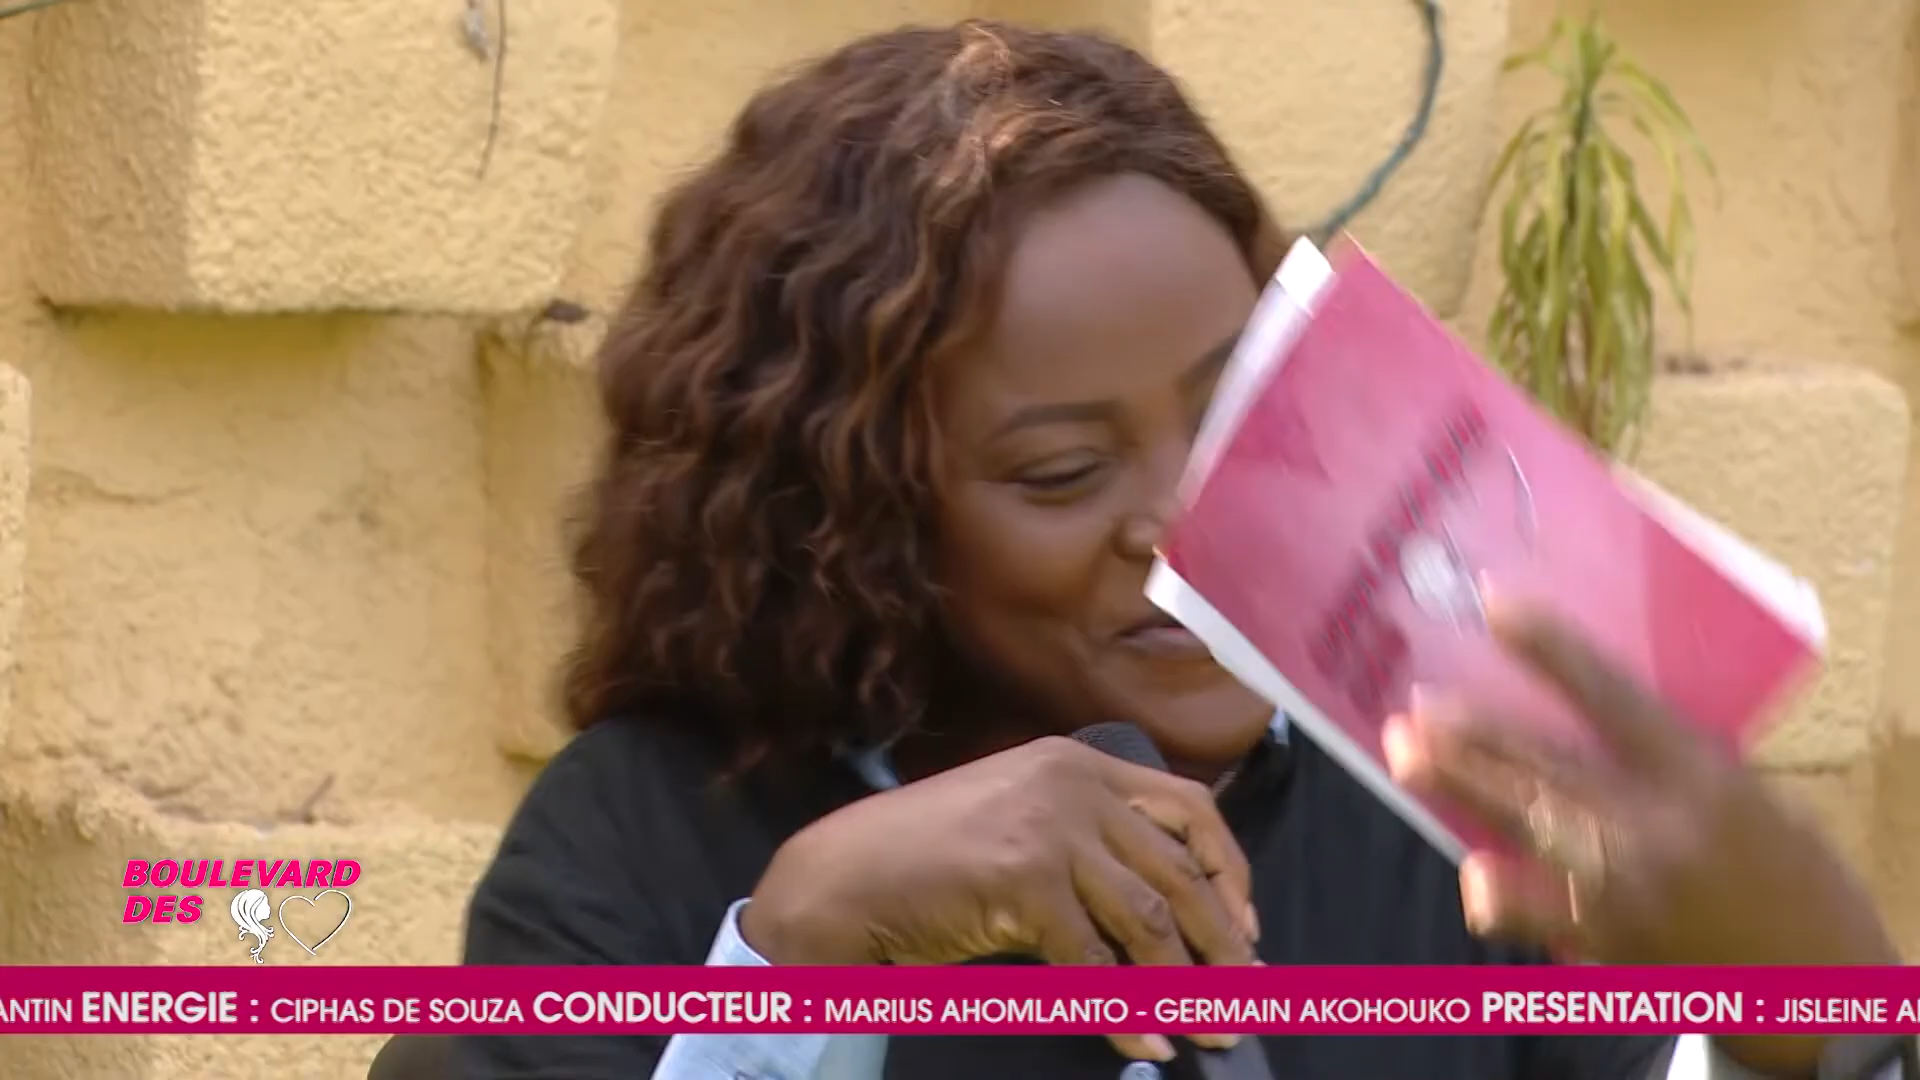 BOULEVARD
DES
ANTIN ENERGIE : CIPHAS DE SOUZA CONDUCTEUR : MARIUS AHOMLANTO - GERMAIN AKOHOUKO PRESENTATION : JISLEINE